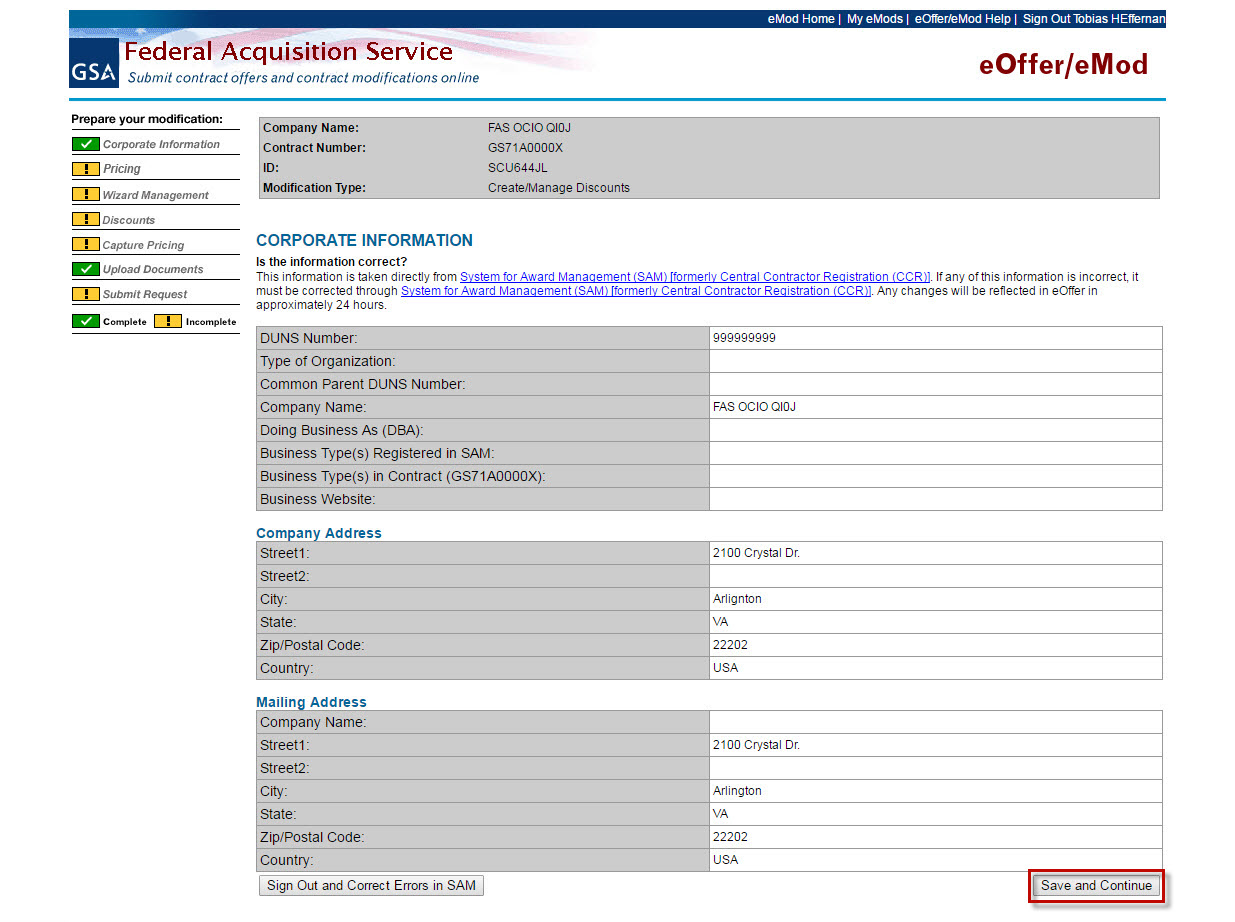 eMod Home | My eMods | eOffer/eMod Help | Sign Out Tobias HEffernan
GSA
Federal Acquisition Service
Submit contract offers and contract modifications online
eOffer/eMod
Prepare your modification:
Corporate Information
Pricing
Wizard Management
Discounts
Capture Pricing
Upload Documents
Submit Request
Complete Incomplete
Company Name: FAS OCIO QI0J
Contract Number: GS71A0000X
ID: SCU644JL
Modification Type: Create/Manage Discounts
CORPORATE INFORMATION
Is the information correct?
This information is taken directly from System for Award Management (SAM) [formerly Central Contractor Registration (CCR)]. If any of this information is incorrect, it
must be corrected through System for Award Management (SAM) [formerly Central Contractor Registration (CCR)]. Any changes will be reflected in eOffer in
approximately 24 hours.
DUNS Number: 999999999
Type of Organization:
Common Parent DUNS Number:
Company Name: FAS OCIO QI0J
Doing Business As (DBA):
Business Type(s) Registered in SAM:
Business Type(s) in Contract (GS71A0000X):
Business Website:
Company Address
Street1: 2100 Crystal Dr.
Street2:
City: Arlignton
State: VA
Zip/Postal Code: 22202
Country: USA
Mailing Address
Company Name:
Street1: 2100 Crystal Dr.
Street2:
City: Arlington
State: VA
Zip/Postal Code: 22202
Country: USA
Sign Out and Correct Errors in SAM
Save and Continue